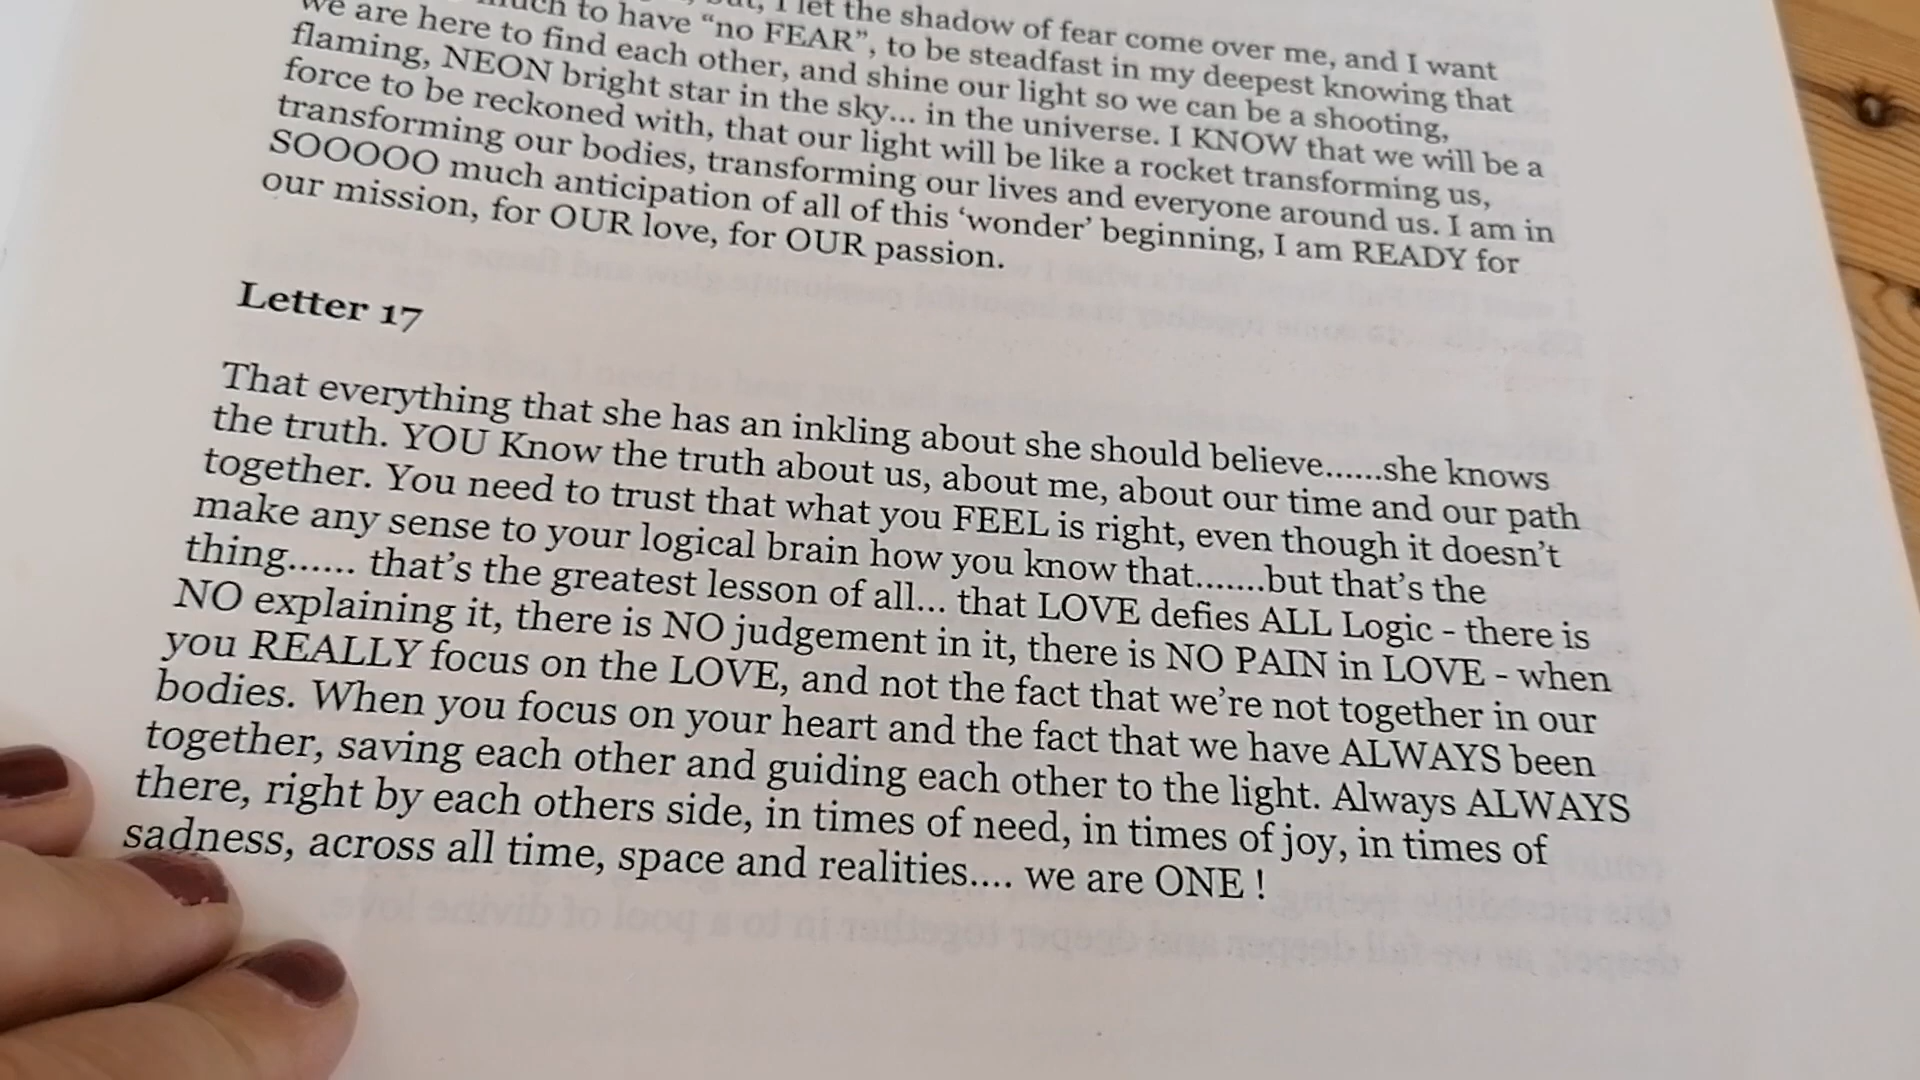 but, I let the shadow of fear come over me, and I want
much to have “no FEAR”, to be steadfast in my deepest knowing that
we are here to find each other, and shine our light so we can be a shooting,
flaming, NEON bright star in the sky... in the universe. I KNOW that we will be a
force to be reckoned with, that our light will be like a rocket transforming us,
transforming our bodies, transforming our lives and everyone around us. I am in
SOOOOO much anticipation of all of this ‘wonder’ beginning, I am READY for
our mission, for OUR love, for OUR passion.
Letter 17
That everything that she has an inkling about she should believe......she knows
the truth. YOU Know the truth about us, about me, about our time and our path
together. You need to trust that what you FEEL is right, even though it doesn’t
make any sense to your logical brain how you know that.......but that’s the
thing...... that’s the greatest lesson of all... that LOVE defies ALL Logic - there is
NO explaining it, there is NO judgement in it, there is NO PAIN in LOVE - when
you REALLY focus on the LOVE, and not the fact that we’re not together in our
bodies. When you focus on your heart and the fact that we have ALWAYS been
together, saving each other and guiding each other to the light. Always ALWAYS
there, right by each others side, in times of need, in times of joy, in times of
sadness, across all time, space and realities.... we are ONE !